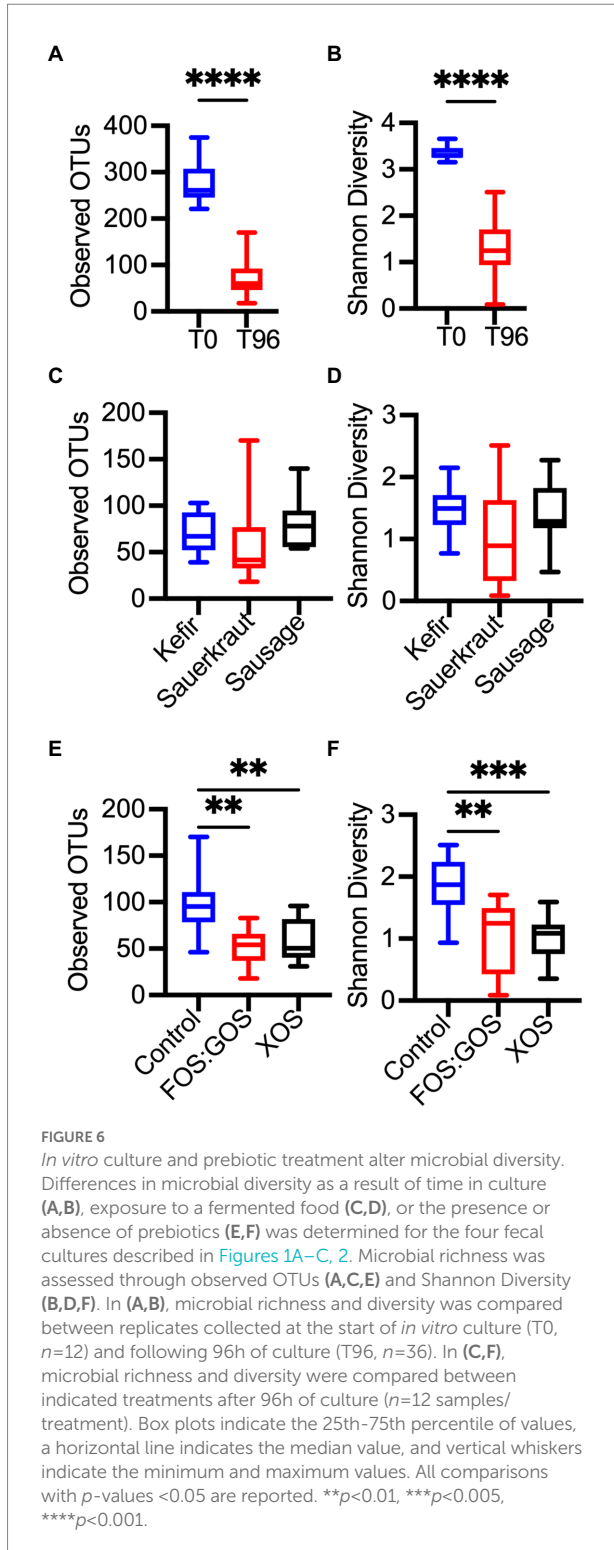 A
B
****
****
Observed OTUs
400
300
200
100
0
T0
T96
Shannon Diversity
4
3
2
1
0
T0
T96
C
D
Observed OTUs
200
150
100
50
0
Kefir
Sauerkraut
Sausage
Shannon Diversity
3
2
1
0
Kefir
Sauerkraut
Sausage
E
F
**
**
***
**
Observed OTUs
200
150
100
50
0
Control
FOS:GOS
XOS
Shannon Diversity
3
2
1
0
Control
FOS:GOS
XOS
FIGURE 6
In vitro culture and prebiotic treatment alter microbial diversity.
Differences in microbial diversity as a result of time in culture
(A,B), exposure to a fermented food (C,D), or the presence or
absence of prebiotics (E,F) was determined for the four fecal
cultures described in Figures 1A–C, 2. Microbial richness was
assessed through observed OTUs (A,C,E) and Shannon Diversity
(B,D,F). In (A,B), microbial richness and diversity was compared
between replicates collected at the start of in vitro culture (T0,
n=12) and following 96h of culture (T96, n=36). In (C,F),
microbial richness and diversity were compared between
indicated treatments after 96h of culture (n=12 samples/
treatment). Box plots indicate the 25th-75th percentile of values,
a horizontal line indicates the median value, and vertical whiskers
indicate the minimum and maximum values. All comparisons
with p-values <0.05 are reported. **p<0.01, ***p<0.005,
****p<0.001.